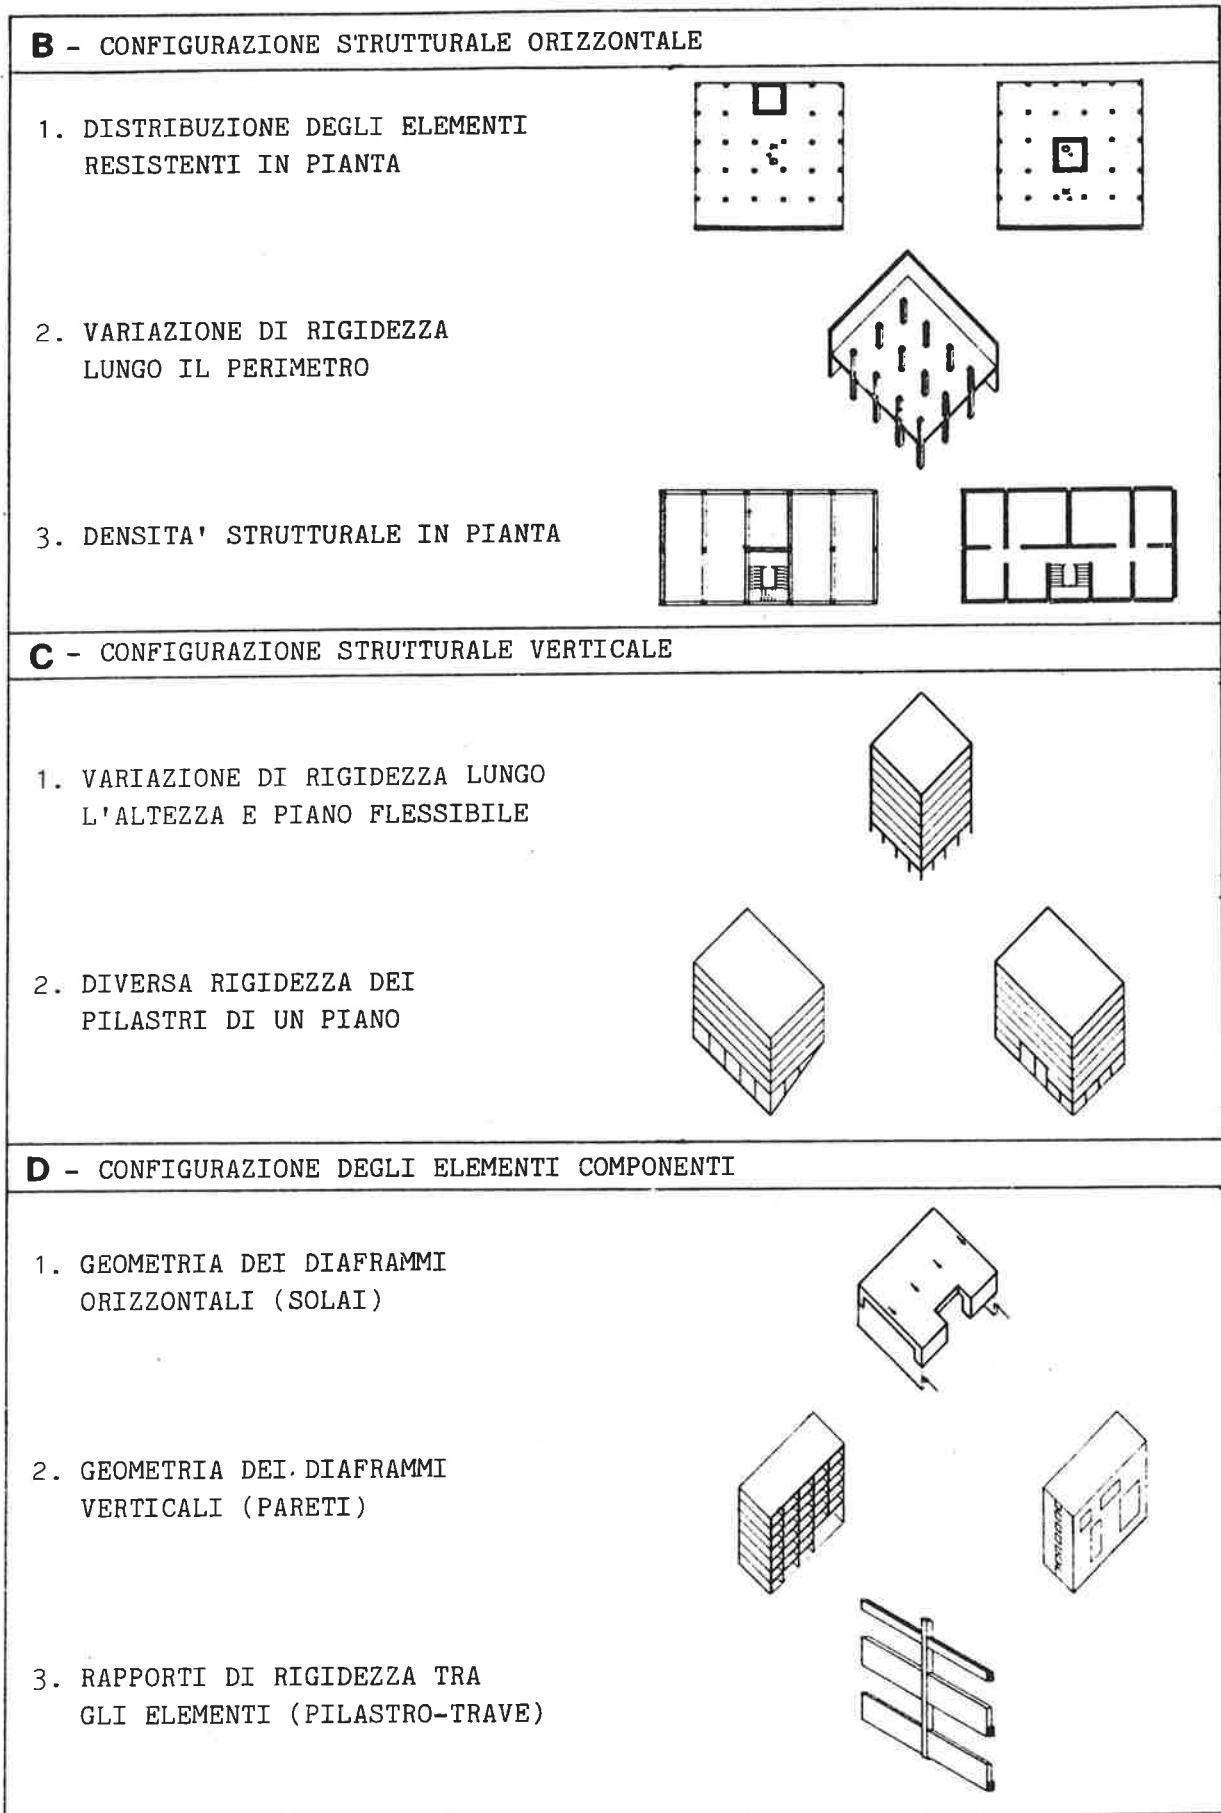 B - CONFIGURAZIONE STRUTTURALE ORIZZONTALE
1. DISTRIBUZIONE DEGLI ELEMENTI
RESISTENTI IN PIANTA
2. VARIAZIONE DI RIGIDEZZA
LUNGO IL PERIMETRO
3. DENSITA' STRUTTURALE IN PIANTA
C - CONFIGURAZIONE STRUTTURALE VERTICALE
1. VARIAZIONE DI RIGIDEZZA LUNGO
L'ALTEZZA E PIANO FLESSIBILE
2. DIVERSA RIGIDEZZA DEI
PILASTRI DI UN PIANO
D - CONFIGURAZIONE DEGLI ELEMENTI COMPONENTI
1. GEOMETRIA DEI DIAFRAMMI
ORIZZONTALI (SOLAI)
2. GEOMETRIA DEI DIAFRAMMI
VERTICALI (PARETI)
3. RAPPORTI DI RIGIDEZZA TRA
GLI ELEMENTI (PILASTRO-TRAVE)